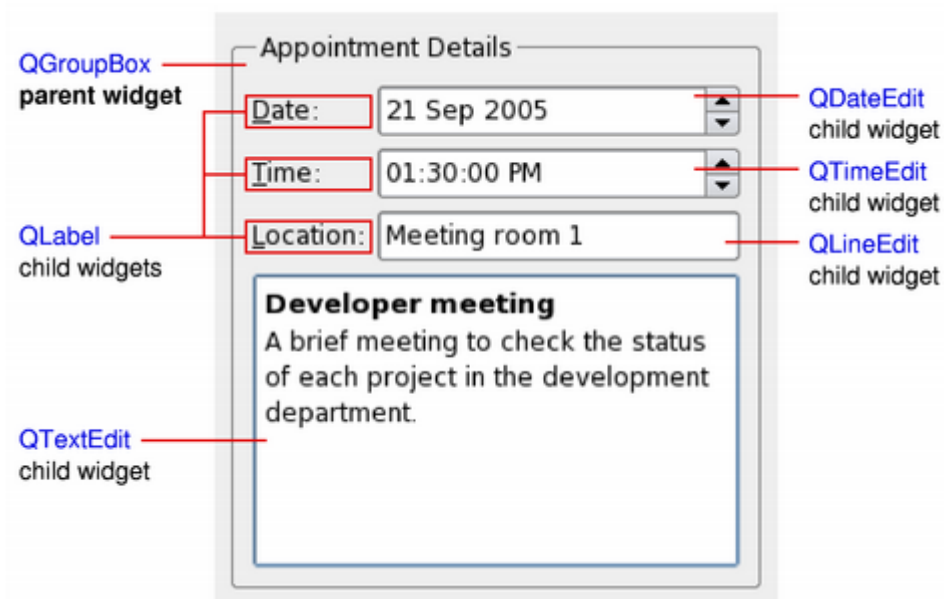 Appointment Details
QGroupBox
parent widget
Date:
21 Sep 2005
QDateEdit
child widget
Time:
01:30:00 PM
QTimeEdit
child widget
QLabel
child widgets
Location:
Meeting room 1
QLineEdit
child widget
Developer meeting
A brief meeting to check the status
of each project in the development
department.
QTextEdit
child widget